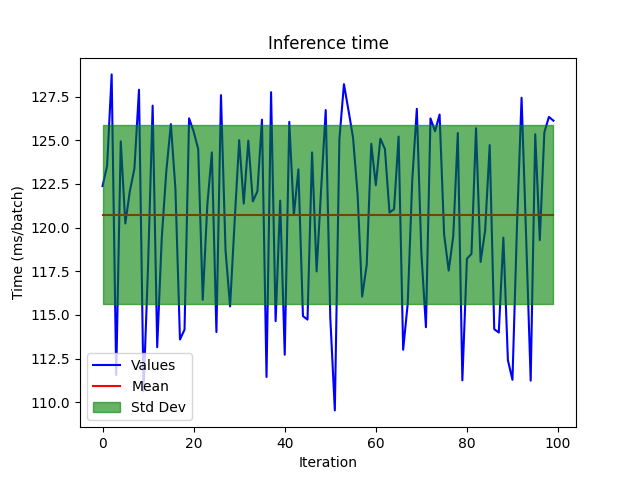 Inference time
Time (ms/batch)
127.5
125.0
122.5
120.0
117.5
115.0
112.5
110.0
Values
Mean
Std Dev
0
20
40
60
80
100
Iteration